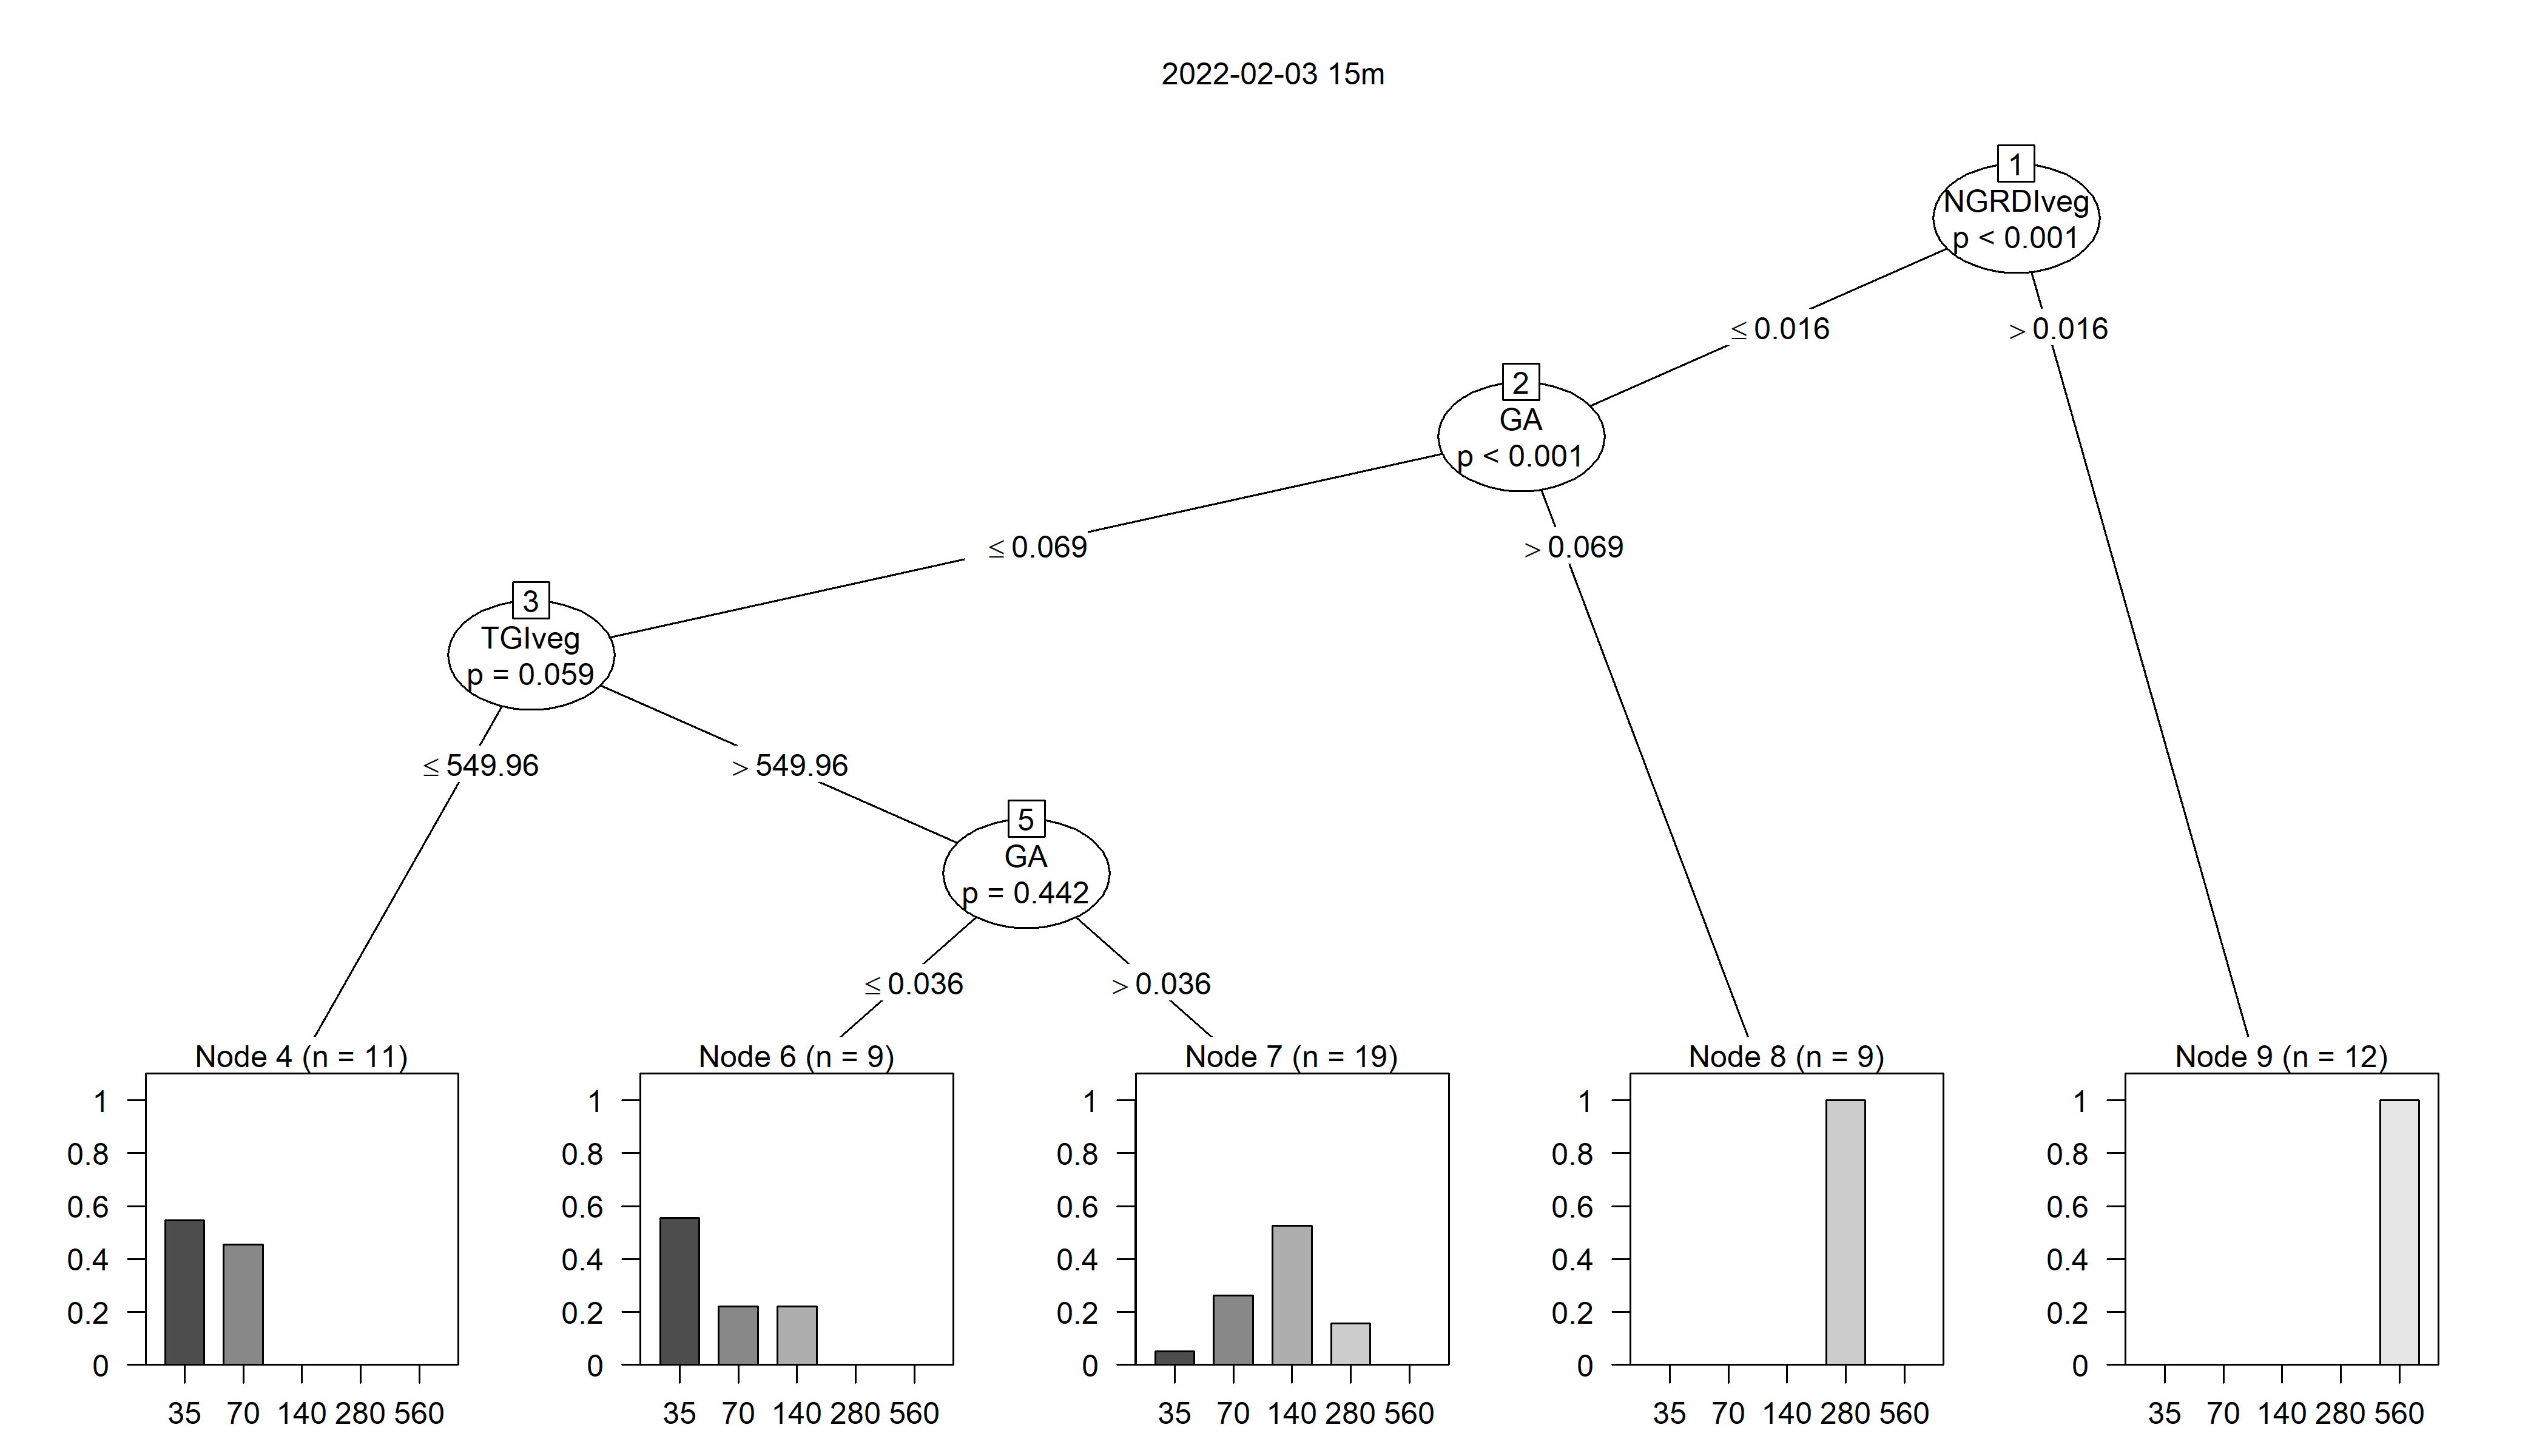 2022-02-03 15m
1
NGRDIveg
p < 0.001
≤ 0.016
> 0.016
2
GA
p < 0.001
≤ 0.069
> 0.069
3
TGIveg
p = 0.059
≤ 549.96
> 549.96
5
GA
p = 0.442
≤ 0.036
> 0.036
Node 4 (n = 11)
1
0.8
0.6
0.4
0.2
0
35 70 140 280 560
Node 6 (n = 9)
1
0.8
0.6
0.4
0.2
0
35 70 140 280 560
Node 7 (n = 19)
1
0.8
0.6
0.4
0.2
0
35 70 140 280 560
Node 8 (n = 9)
1
0.8
0.6
0.4
0.2
0
35 70 140 280 560
Node 9 (n = 12)
1
0.8
0.6
0.4
0.2
0
35 70 140 280 560